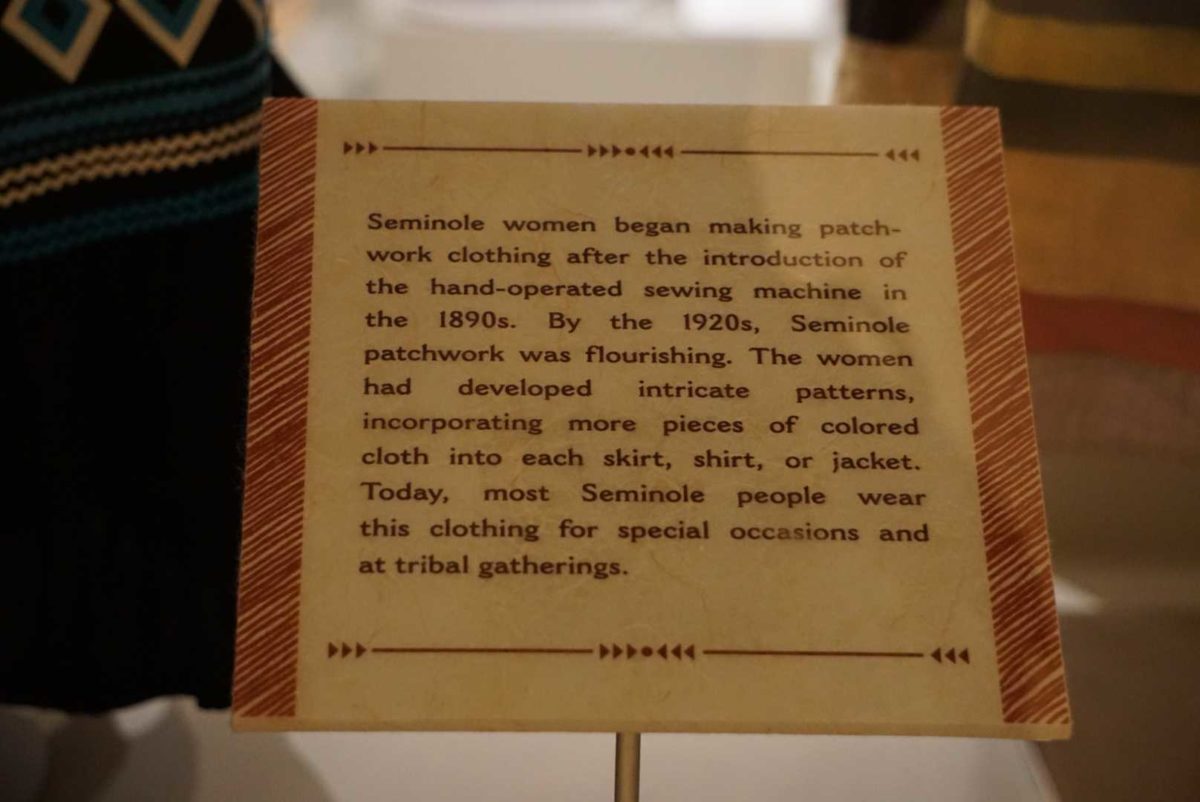 Seminole women began making patch-
work clothing after the introduction of
the hand-operated sewing machine in
the 1890s. By the 1920s, Seminole
patchwork was flourishing. The women
had developed intricate patterns,
incorporating more pieces of colored
cloth into each skirt, shirt, or jacket.
Today, most Seminole people wear
this clothing for special occasions and
at tribal gatherings.